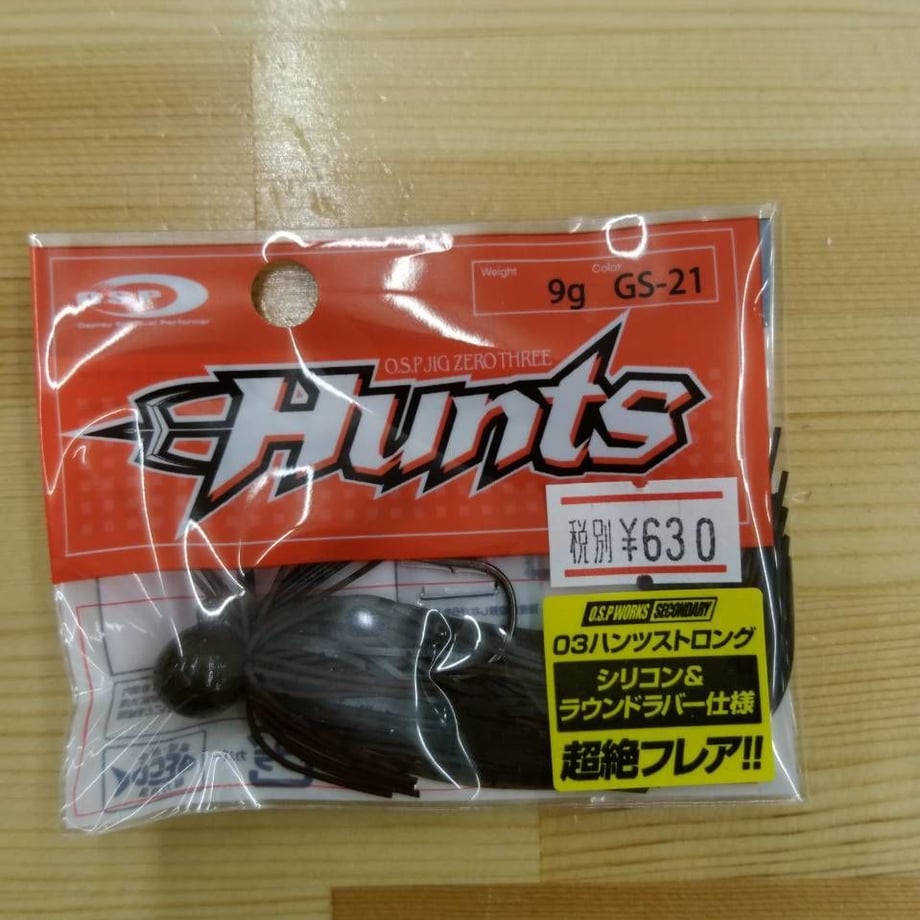 O.S.P
Weight
Color
9g GS-21
O.S.P JIG ZERO THREE
Hunts
税別 ¥630
O.S.P WORKS SECONDARY
03ハンツストロング
シリコン&
ラウンドラバー仕様
超絶フレア!!